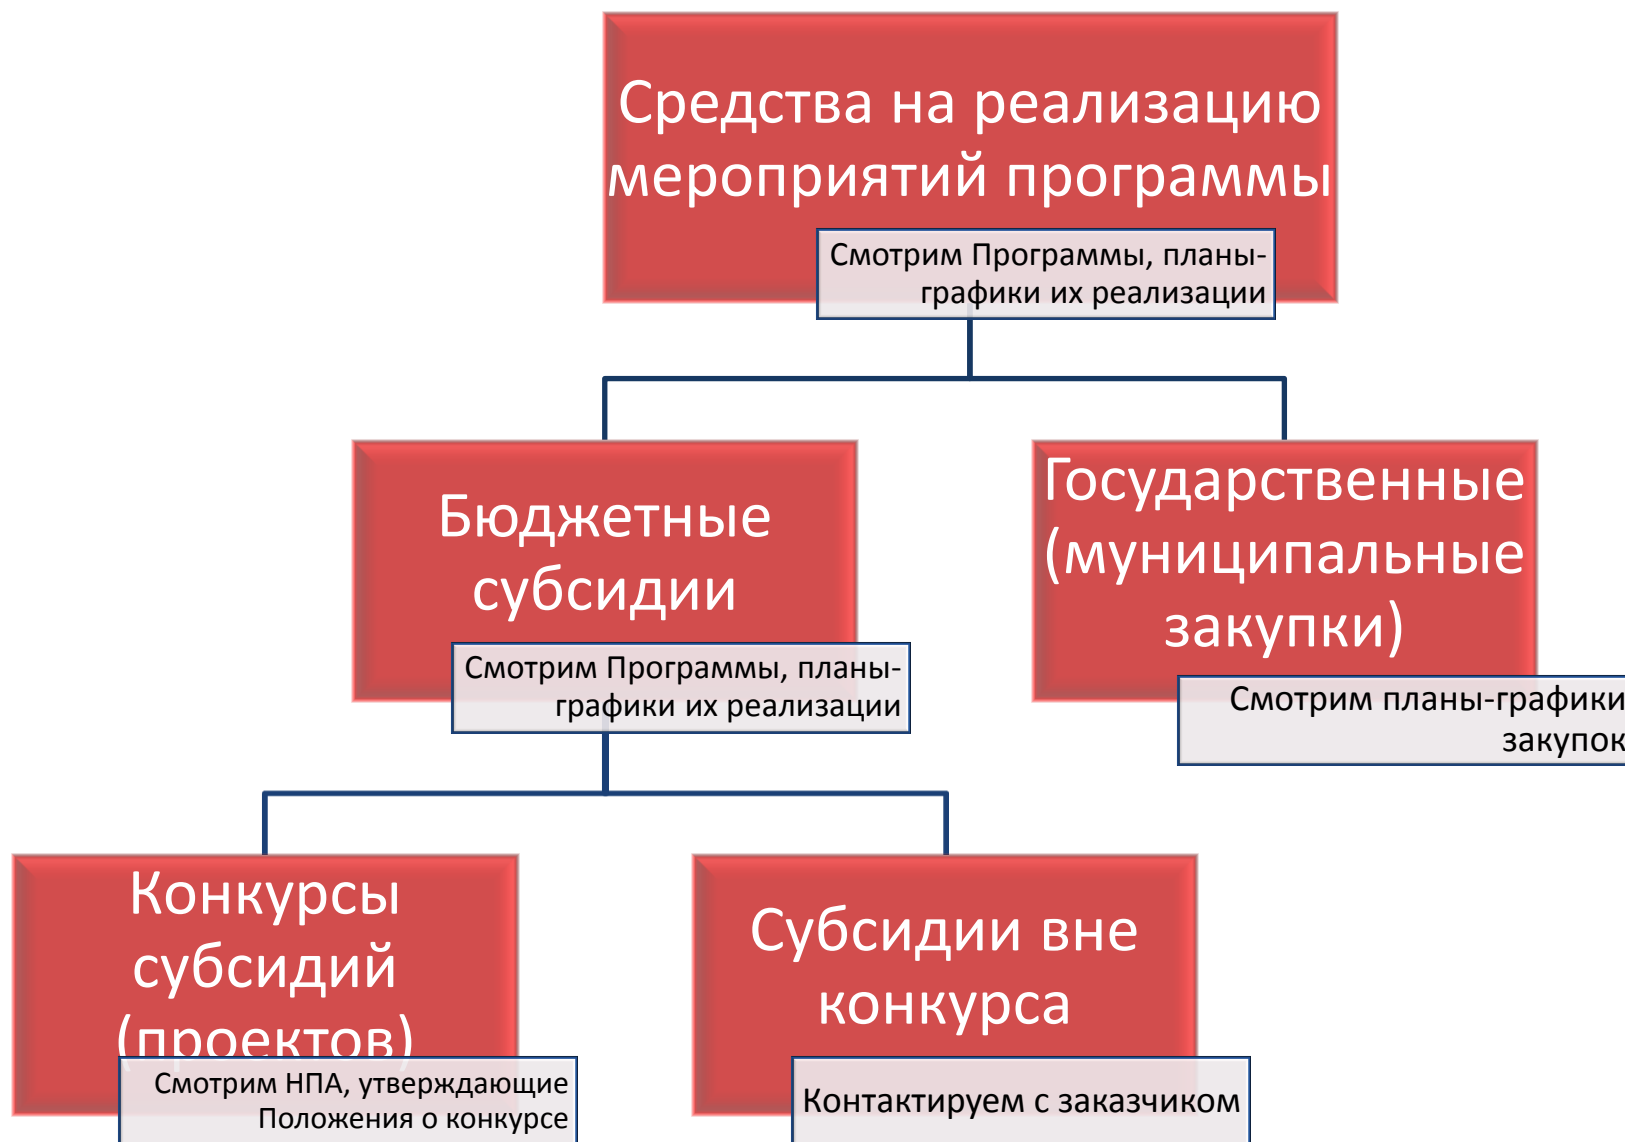 Средства на реализацию
мероприятий программы
Смотрим Программы, планы-
графики их реализации
Бюджетные
субсидии
Смотрим Программы, планы-
графики их реализации
Государственные
(муниципальные
закупки)
Смотрим планы-графики
закупок
Конкурсы
субсидий
(проектов)
Смотрим НПА, утверждающие
Положения о конкурсе
Субсидии вне
конкурса
Контактируем с заказчиком